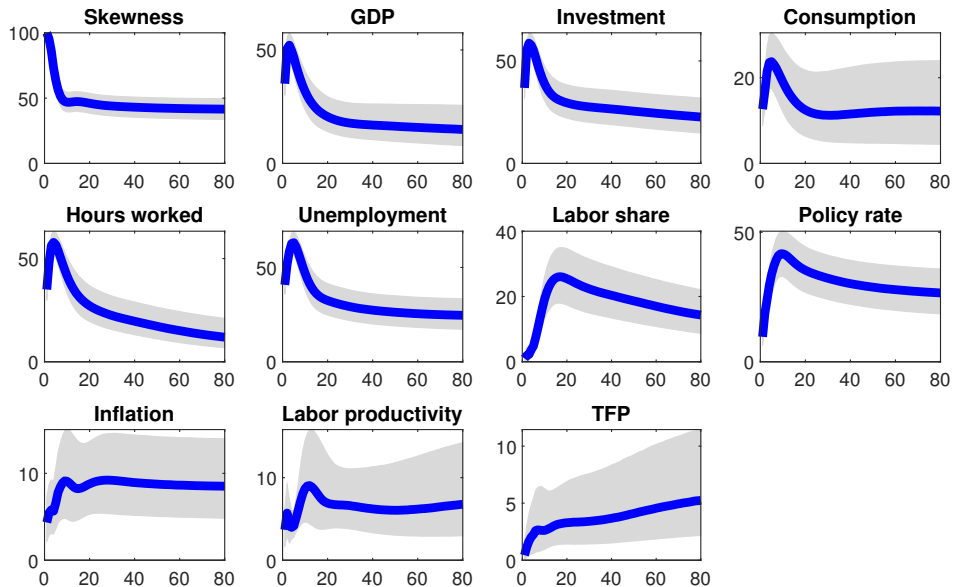 Skewness GDP Investment Consumption
100 50 0
50 0
50 0
20 0
0 20 40 60 80 0 20 40 60 80 0 20 40 60 80 0 20 40 60 80
Hours worked Unemployment Labor share Policy rate
50 0
50 0
40 20 0
50 0
0 20 40 60 80 0 20 40 60 80 0 20 40 60 80 0 20 40 60 80
Inflation Labor productivity TFP
10 0
10 0
10 5 0
0 20 40 60 80 0 20 40 60 80 0 20 40 60 80